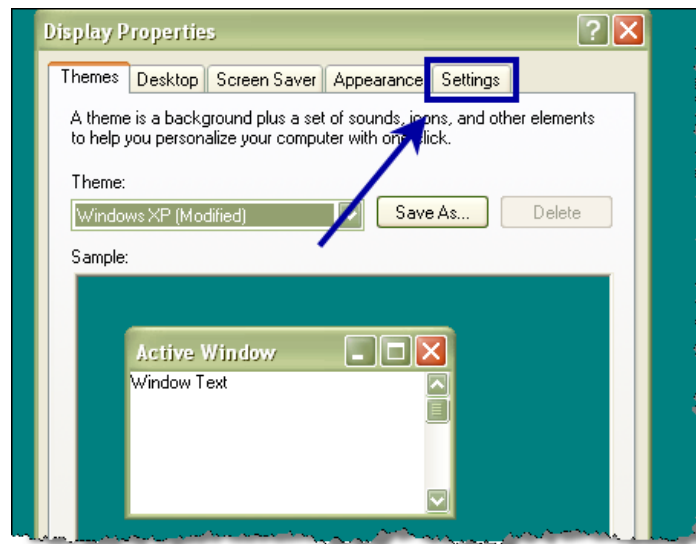 Display Properties
Themes Desktop Screen Saver Appearance Settings
A theme is a background plus a set of sounds, icons, and other elements
to help you personalize your computer with one click.
Theme:
Windows XP (Modified) Save As... Delete
Sample:
Active Window
Window Text